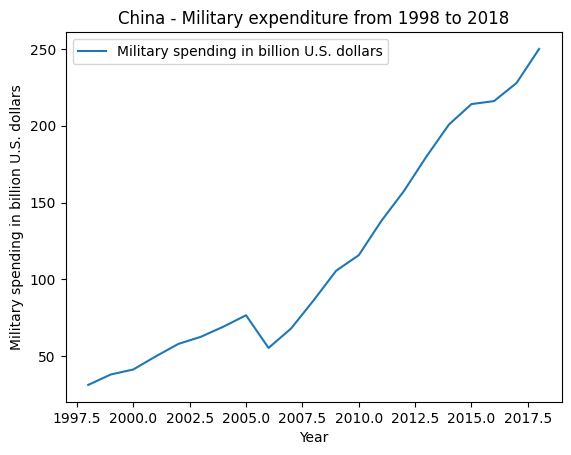 China - Military expenditure from 1998 to 2018
Military spending in billion U.S. dollars
Military spending in billion U.S. dollars
250
200
150
100
50
1997.5 2000.0 2002.5 2005.0 2007.5 2010.0 2012.5 2015.0 2017.5
Year